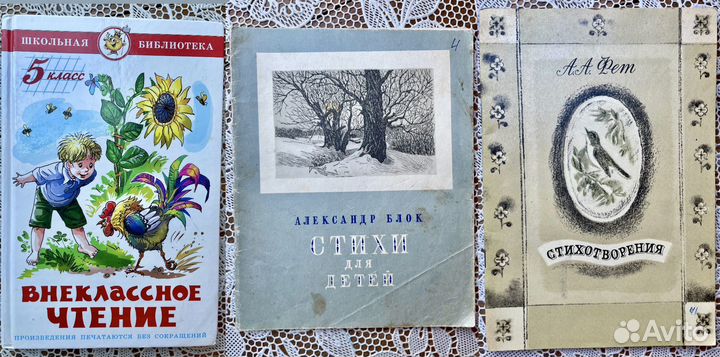 ШКОЛЬНАЯ БИБЛИОТЕКА
5 класс
ВНЕКЛАССНОЕ
ЧТЕНИЕ
ПРОИЗВЕДЕНИЯ ПЕЧАТАЮТСЯ БЕЗ СОКРАЩЕНИЙ
4
АЛЕКСАНДР БЛОК
СТИХИ
ДЛЯ
ДЕТЕЙ
А.А. Фет
СТИХОТВОРЕНИЯ
Avito